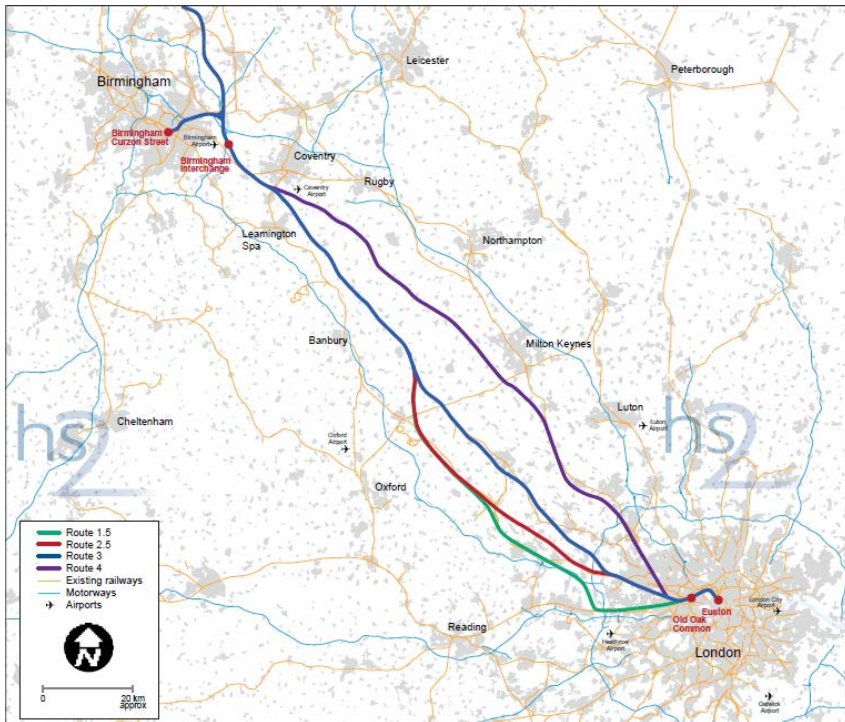 Leicester
Birmingham
Peterborough
Birmingham
Curzon Street
Birmingham
Airport
Birmingham
Interchange
Coventry
Coventry
Airport
Rugby
Leamington
Spa
Northampton
Banbury
Milton Keynes
Cheltenham
Luton
Luton
Airport
hs2
hs2
Oxford
Airport
Oxford
Route 1.5
Route 2.5
Route 3
Route 4
Existing railways
Motorways
Airports
N
0
20 km
approx
Reading
Heathrow
Airport
Old Oak
Common
Euston
London City
Airport
London
Gatwick
Airport